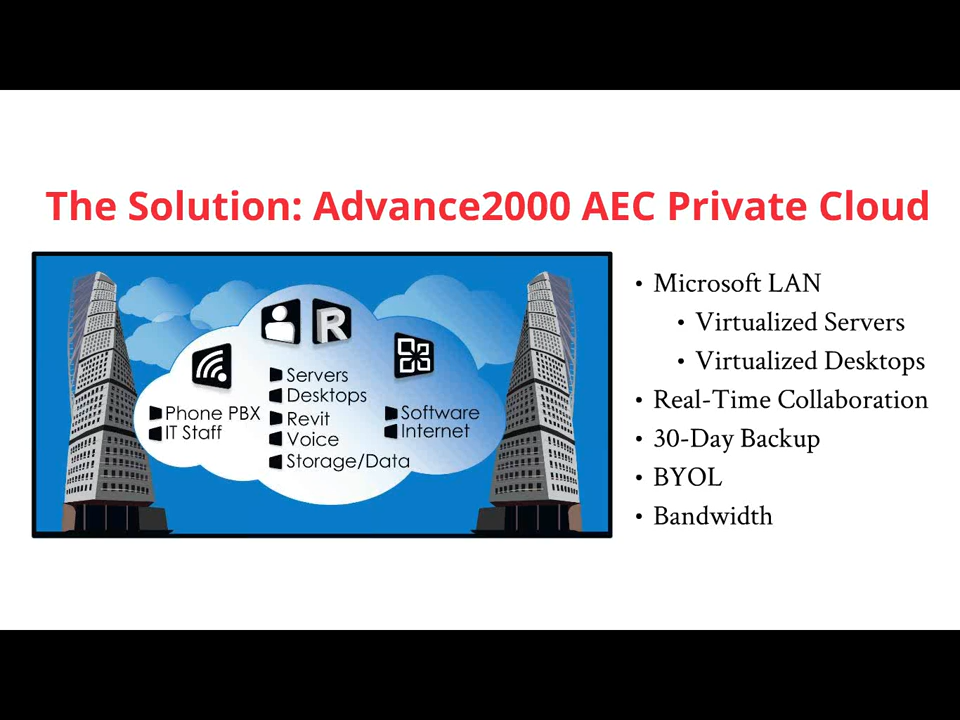 The Solution: Advance2000 AEC Private Cloud
R
Phone PBX
IT Staff
Servers
Desktops
Revit
Voice
Storage/Data
Software
Internet
• Microsoft LAN
• Virtualized Servers
• Virtualized Desktops
• Real-Time Collaboration
• 30-Day Backup
• BYOL
• Bandwidth